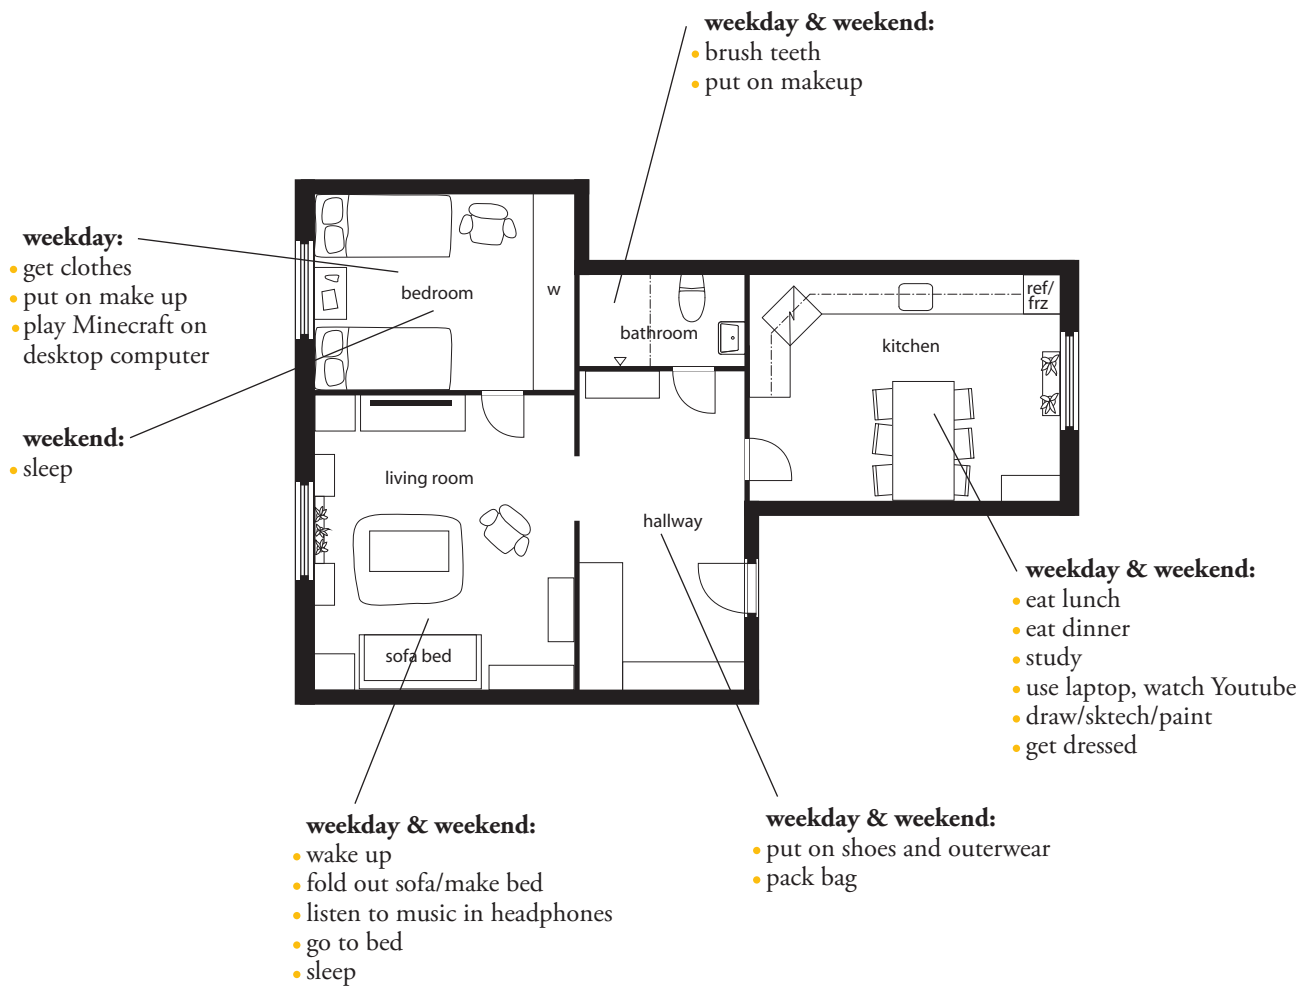 weekday & weekend:
• brush teeth
• put on makeup
weekday:
• get clothes
• put on make up
• play Minecraft on
desktop computer
weekend:
• sleep
bedroom
w
bathroom
kitchen
ref/
frz
living room
hallway
sofa bed
weekday & weekend:
• eat lunch
• eat dinner
• study
• use laptop, watch Youtube
• draw/sktech/paint
• get dressed
weekday & weekend:
• wake up
• fold out sofa/make bed
• listen to music in headphones
• go to bed
• sleep
weekday & weekend:
• put on shoes and outerwear
• pack bag